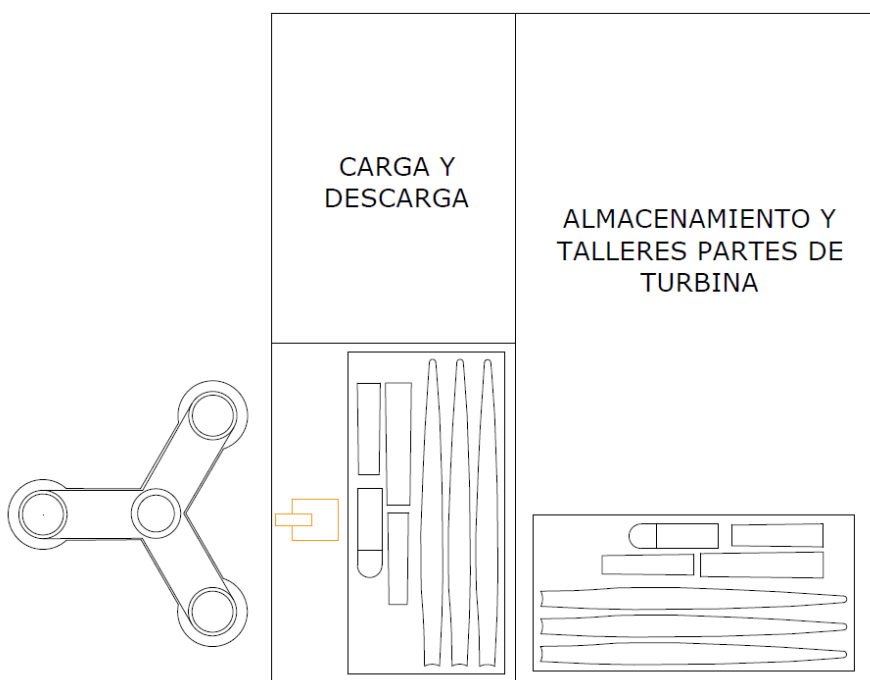 CARGA Y
DESCARGA
ALMACENAMIENTO Y
TALLERES PARTES DE
TURBINA